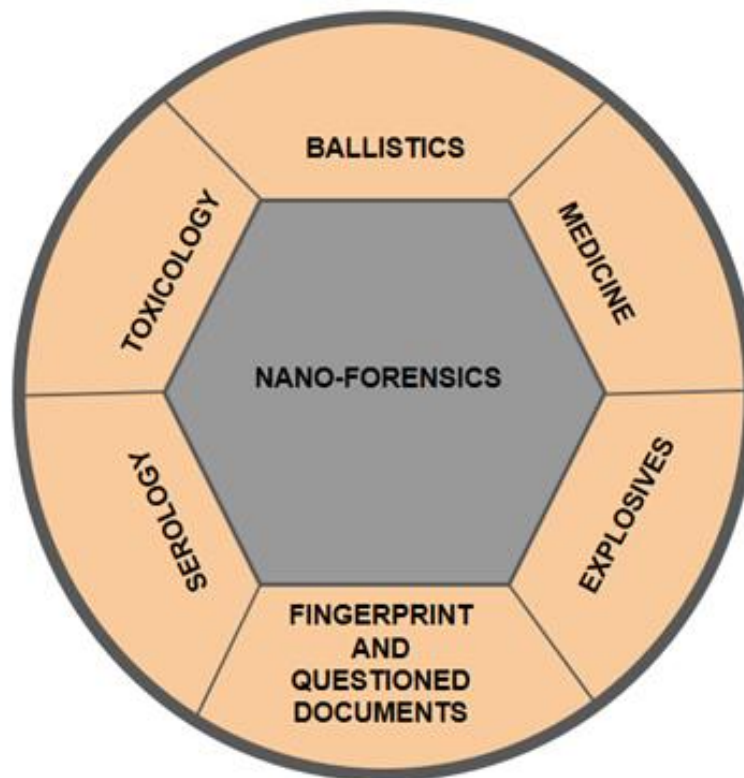 BALLISTICS
MEDICINE
TOXICOLOGY
NANO-FORENSICS
SEROLOGY
EXPLOSIVES
FINGERPRINT
AND
QUESTIONED
DOCUMENTS